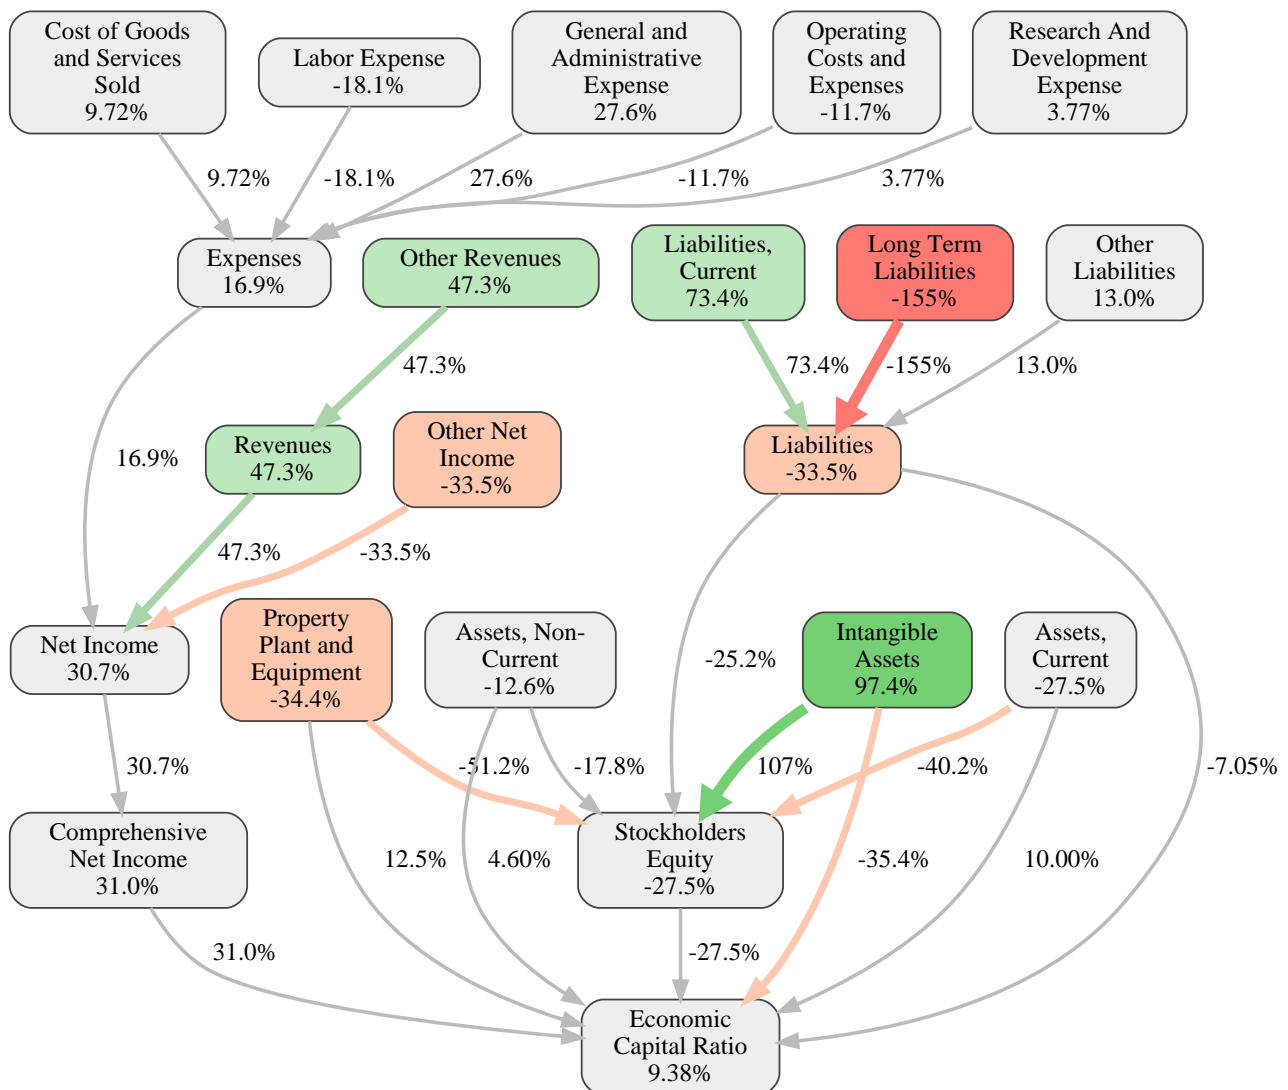 Cost of Goods
and Services
Sold
9.72%
Labor Expense
-18.1%
General and
Administrative
Expense
27.6%
Operating
Costs and
Expenses
-11.7%
Research And
Development
Expense
3.77%
9.72%
-18.1%
27.6%
-11.7%
3.77%
Expenses
16.9%
Other Revenues
47.3%
Liabilities,
Current
73.4%
Long Term
Liabilities
-155%
Other
Liabilities
13.0%
47.3%
73.4%
-155%
13.0%
16.9%
Revenues
47.3%
Other Net
Income
-33.5%
Liabilities
-33.5%
47.3%
-33.5%
Net Income
30.7%
Property
Plant and
Equipment
-34.4%
Assets, Non-
Current
-12.6%
-25.2%
Intangible
Assets
97.4%
Assets,
Current
-27.5%
30.7%
-51.2%
-17.8%
107%
-40.2%
-7.05%
Comprehensive
Net Income
31.0%
12.5%
4.60%
Stockholders
Equity
-27.5%
-35.4%
10.00%
31.0%
-27.5%
Economic
Capital Ratio
9.38%